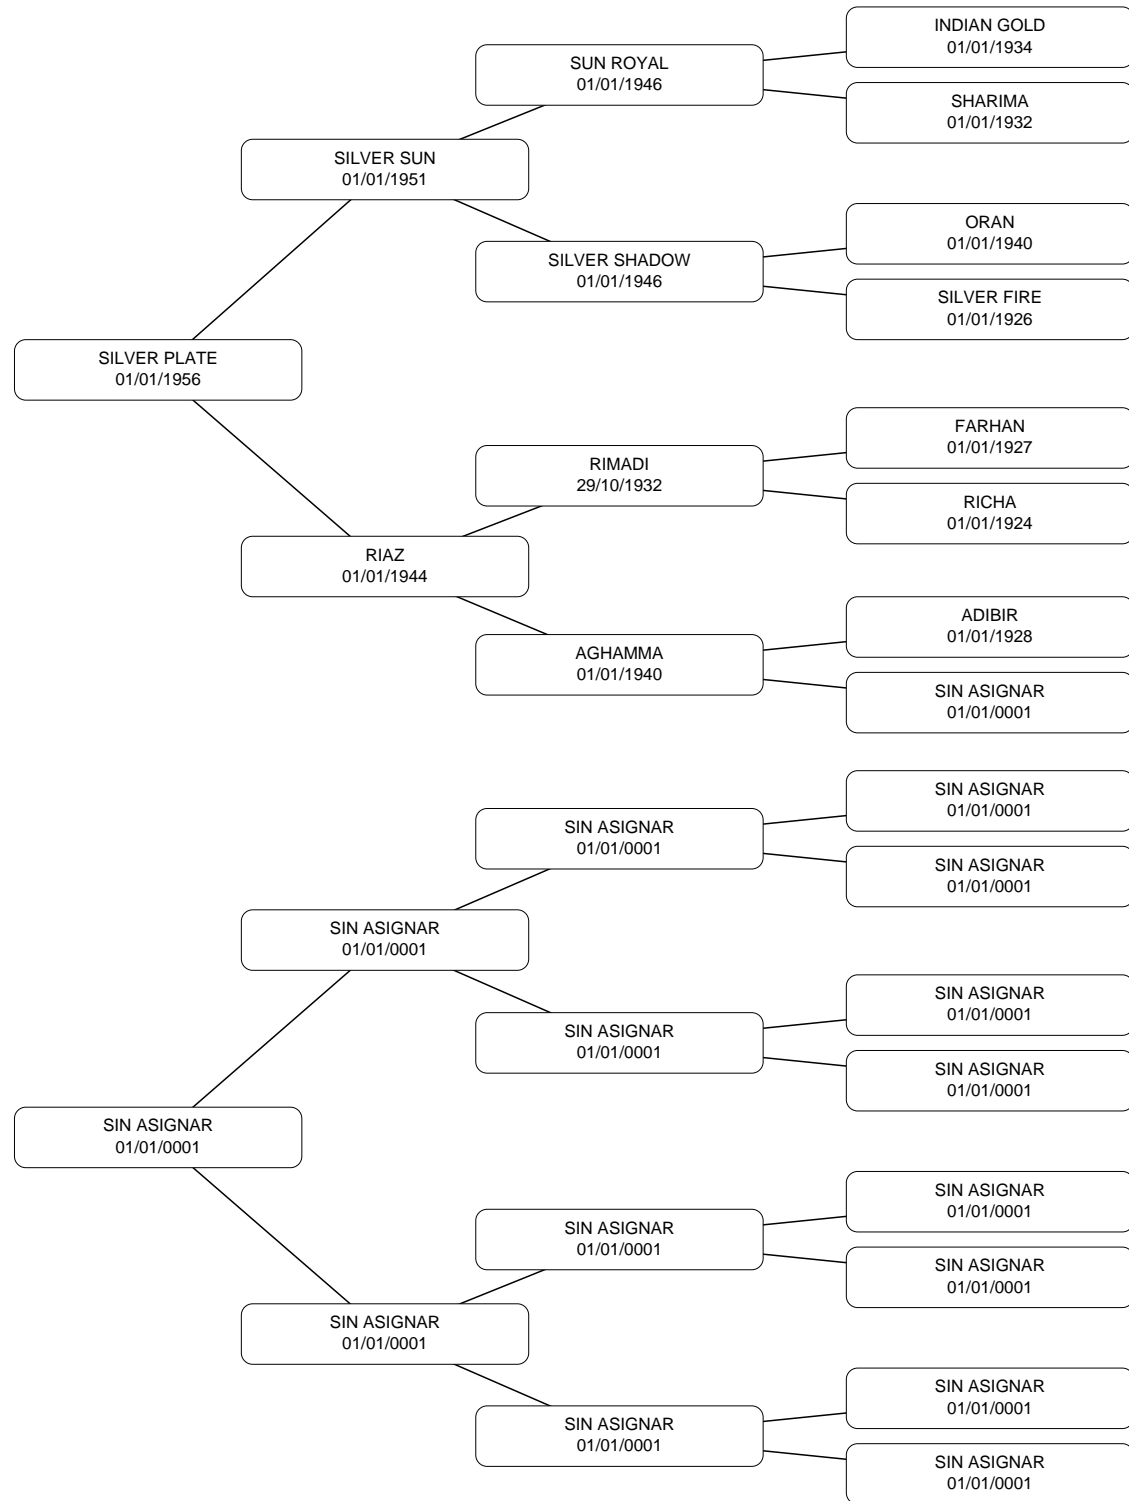 INDIAN GOLD
01/01/1934
SUN ROYAL
01/01/1946
SHARIMA
01/01/1932
SILVER SUN
01/01/1951
ORAN
01/01/1940
SILVER SHADOW
01/01/1946
SILVER FIRE
01/01/1926
SILVER PLATE
01/01/1956
FARHAN
01/01/1927
RIMADI
29/10/1932
RICHA
01/01/1924
RIAZ
01/01/1944
ADIBIR
01/01/1928
AGHAMMA
01/01/1940
SIN ASIGNAR
01/01/0001
SIN ASIGNAR
01/01/0001
SIN ASIGNAR
01/01/0001
SIN ASIGNAR
01/01/0001
SIN ASIGNAR
01/01/0001
SIN ASIGNAR
01/01/0001
SIN ASIGNAR
01/01/0001
SIN ASIGNAR
01/01/0001
SIN ASIGNAR
01/01/0001
SIN ASIGNAR
01/01/0001
SIN ASIGNAR
01/01/0001
SIN ASIGNAR
01/01/0001
SIN ASIGNAR
01/01/0001
SIN ASIGNAR
01/01/0001
SIN ASIGNAR
01/01/0001
SIN ASIGNAR
01/01/0001